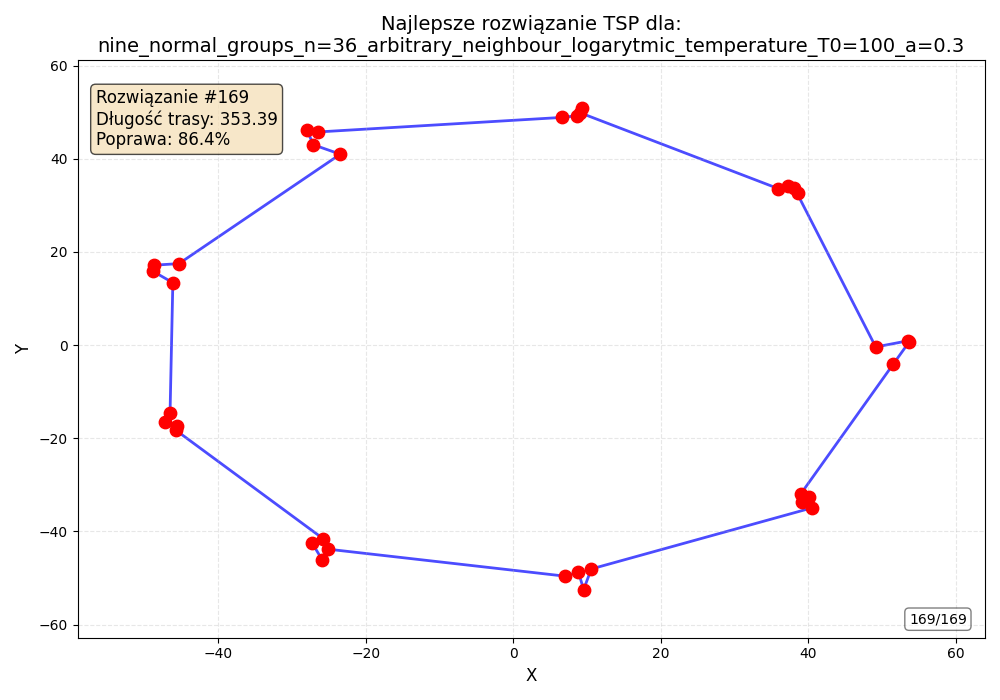 Najlepsze rozwiązanie TSP dla:
nine_normal_groups_n=36_arbitrary_neighbour_logarytmic_temperature_T0=100_a=0.3
Rozwiązanie #169
Długość trasy: 353.39
Poprawa: 86.4%
60
40
20
0
−20
−40
−60
Y
169/169
−40
−20
0
20
40
60
X